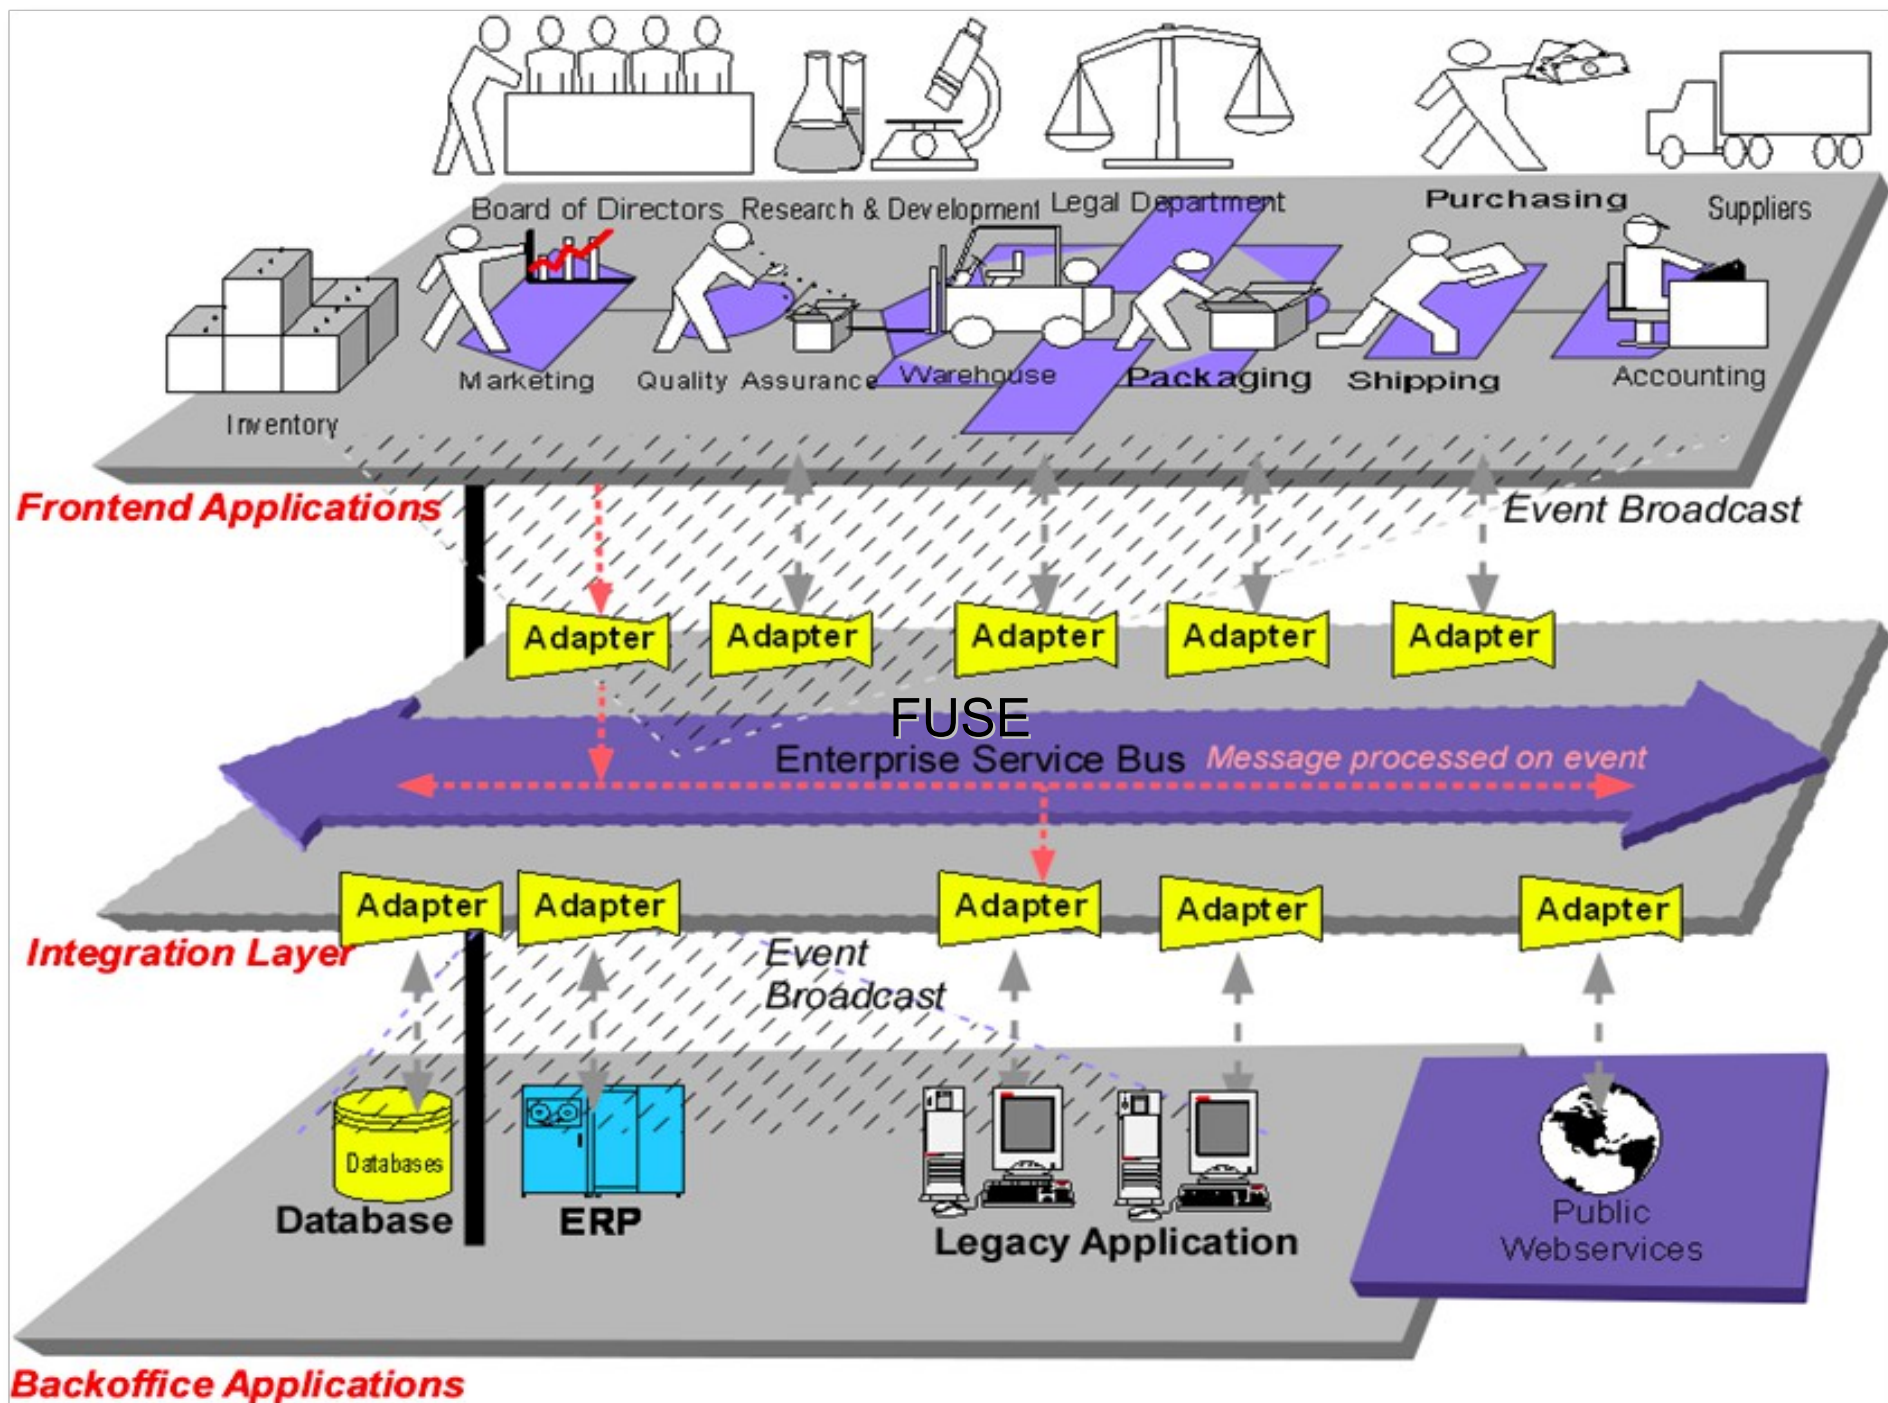 Board of Directors
Research & Development
Legal Department
Purchasing
Suppliers
Marketing
Quality Assurance
Warehouse
Packaging
Shipping
Accounting
Inventory
Frontend Applications
Event Broadcast
Adapter
Adapter
Adapter
Adapter
Adapter
FUSE
Enterprise Service Bus
Message processed on event
Adapter
Adapter
Adapter
Adapter
Adapter
Integration Layer
Event
Broadcast
Databases
Database
ERP
Legacy Application
Public
Webservices
Backoffice Applications